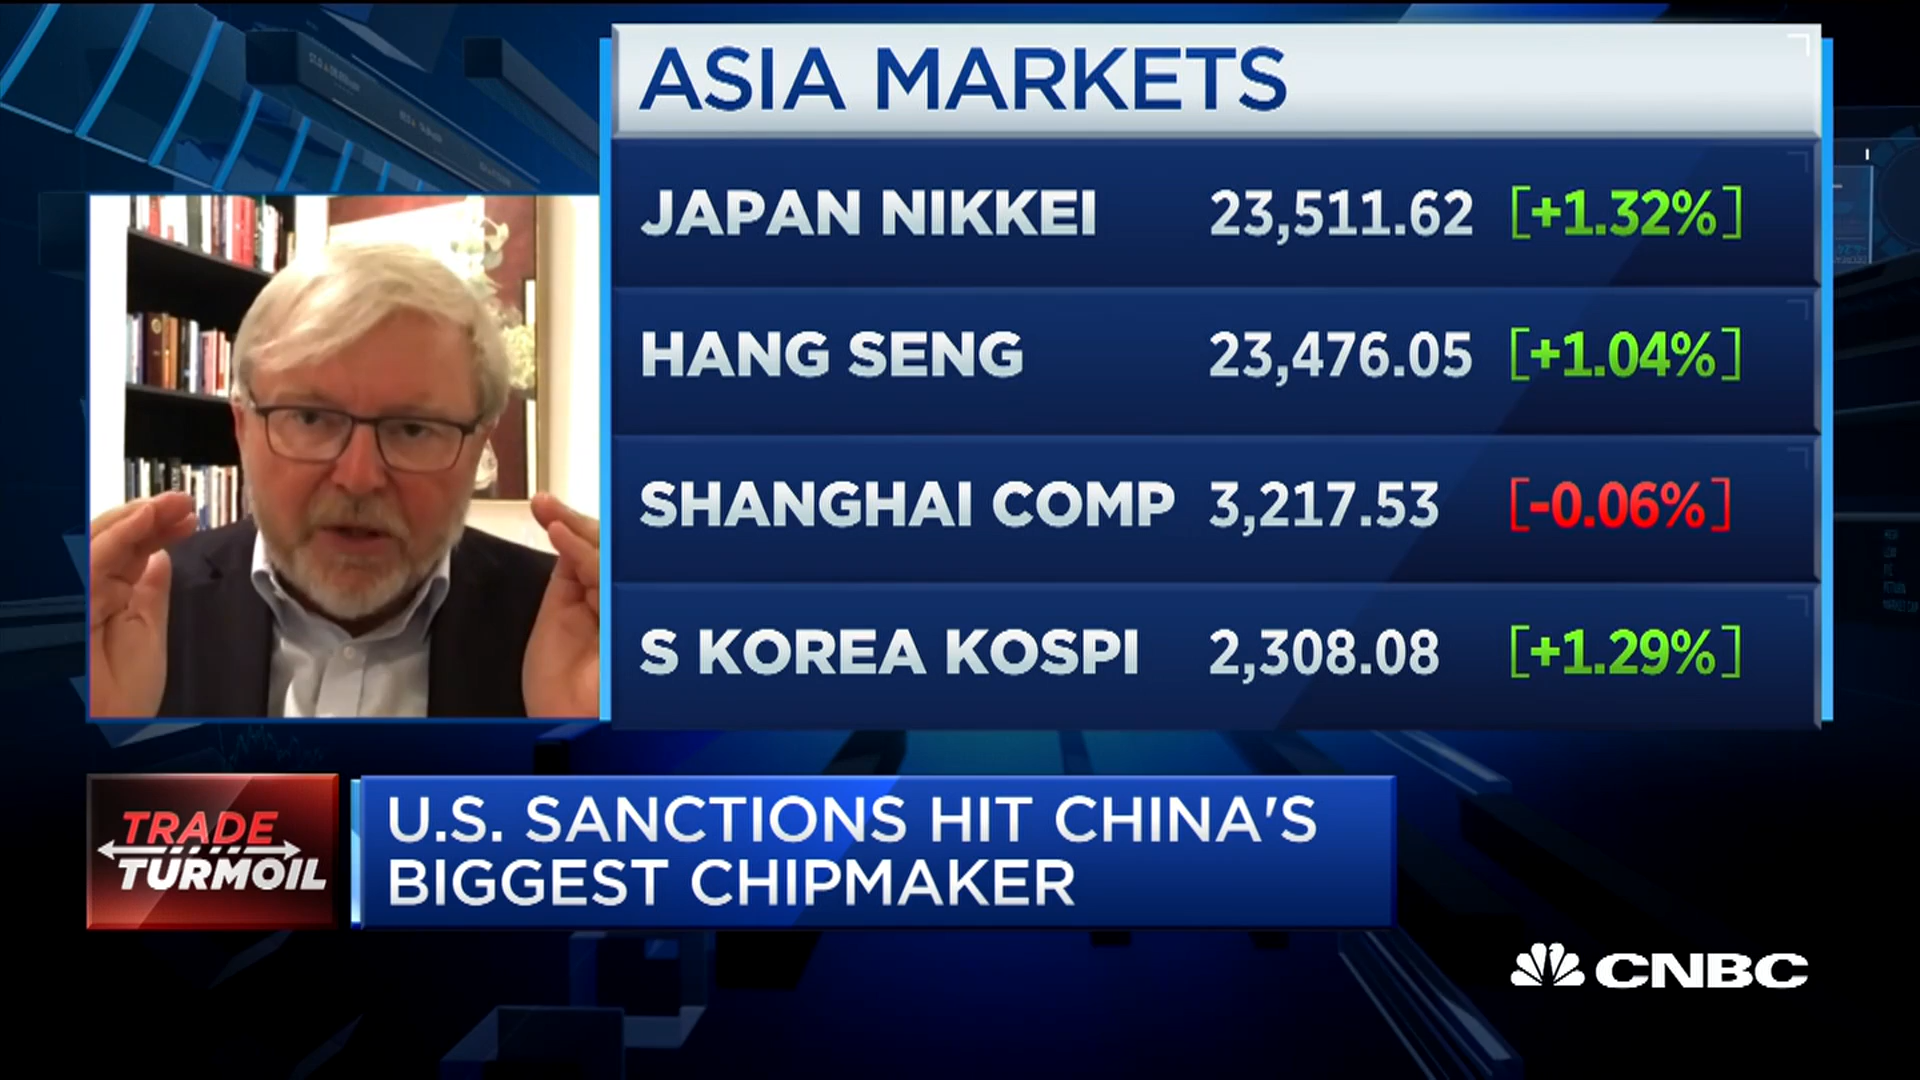 ASIA MARKETS
JAPAN NIKKEI 23,511.62 [+1.32%]
HANG SENG 23,476.05 [+1.04%]
SHANGHAI COMP 3,217.53 [-0.06%]
S KOREA KOSPI 2,308.08 [+1.29%]
TRADE
TURMOIL
U.S. SANCTIONS HIT CHINA'S
BIGGEST CHIPMAKER
CNBC